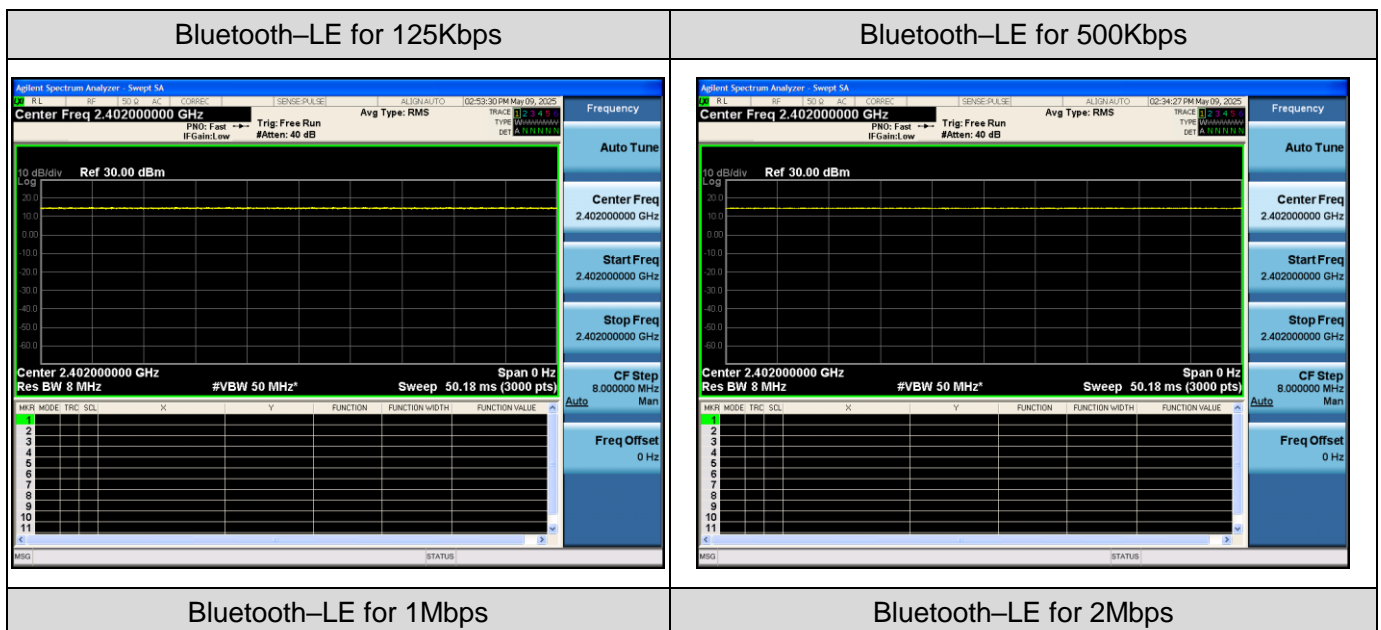 Bluetooth–LE for 125Kbps
Bluetooth–LE for 500Kbps
Agilent Spectrum Analyzer - Swept SA
RL RF 50 Ω AC CORREC SENSE:PULSE ALIGN AUTO 02:53:30 PM May 09, 2025
Center Freq 2.402000000 GHz
PNO: Fast
IFGain:Low
Trig: Free Run
#Atten: 40 dB
Avg Type: RMS
TRACE 1 2 3 4 5 6
TYPE
DET A N N N N N
10 dB/div Ref 30.00 dBm
Log
20.0
10.0
0.00
-10.0
-20.0
-30.0
-40.0
-50.0
-60.0
Center 2.402000000 GHz Span 0 Hz
Res BW 8 MHz #VBW 50 MHz* Sweep 50.18 ms (3000 pts)
MKR MODE TRC SCL X Y FUNCTION FUNCTION WIDTH FUNCTION VALUE
1
2
3
4
5
6
7
8
9
10
11
MSG STATUS
Frequency
Auto Tune
Center Freq
2.402000000 GHz
Start Freq
2.402000000 GHz
Stop Freq
2.402000000 GHz
CF Step
8.000000 MHz
Auto Man
Freq Offset
0 Hz
Agilent Spectrum Analyzer - Swept SA
RL RF 50 Ω AC CORREC SENSE:PULSE ALIGN AUTO 02:34:27 PM May 09, 2025
Center Freq 2.402000000 GHz
PNO: Fast
IFGain:Low
Trig: Free Run
#Atten: 40 dB
Avg Type: RMS
TRACE 1 2 3 4 5 6
TYPE
DET A N N N N N
10 dB/div Ref 30.00 dBm
Log
20.0
10.0
0.00
-10.0
-20.0
-30.0
-40.0
-50.0
-60.0
Center 2.402000000 GHz Span 0 Hz
Res BW 8 MHz #VBW 50 MHz* Sweep 50.18 ms (3000 pts)
MKR MODE TRC SCL X Y FUNCTION FUNCTION WIDTH FUNCTION VALUE
1
2
3
4
5
6
7
8
9
10
11
MSG STATUS
Frequency
Auto Tune
Center Freq
2.402000000 GHz
Start Freq
2.402000000 GHz
Stop Freq
2.402000000 GHz
CF Step
8.000000 MHz
Auto Man
Freq Offset
0 Hz
Bluetooth–LE for 1Mbps
Bluetooth–LE for 2Mbps